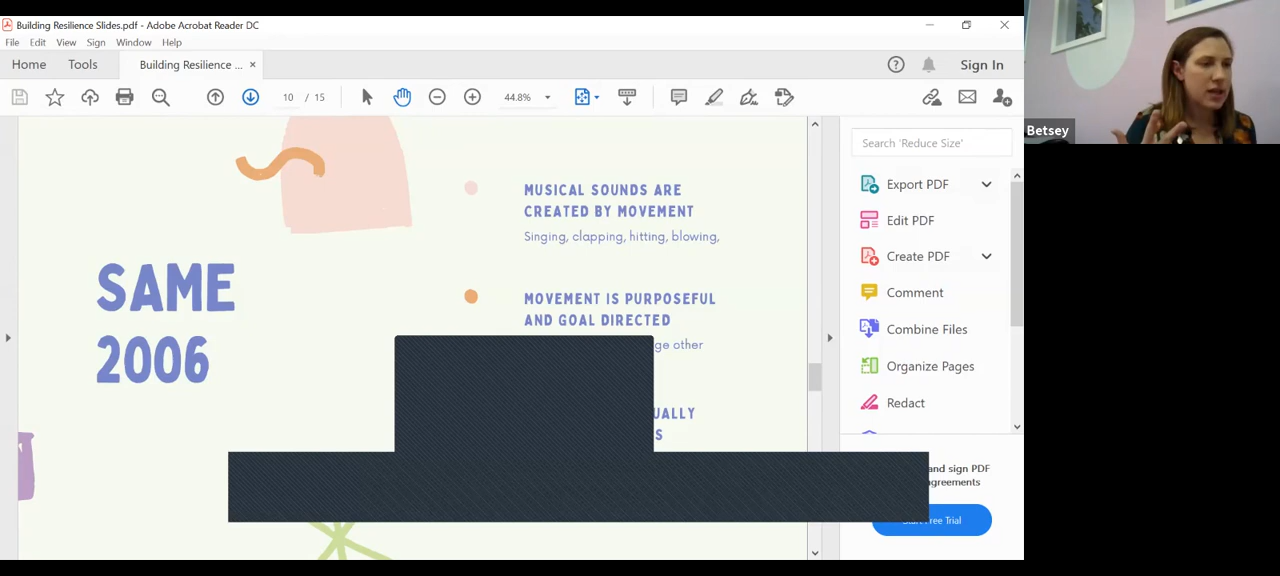 Building Resilience Slides.pdf - Adobe Acrobat Reader DC
File Edit View Sign Window Help
Home Tools Building Resilience ... ×
Sign In
10 / 15 44.8%
SAME
2006
MUSICAL SOUNDS ARE
CREATED BY MOVEMENT
Singing, clapping, hitting, blowing,
MOVEMENT IS PURPOSEFUL
AND GOAL DIRECTED
other
Search 'Reduce Size'
Export PDF
Edit PDF
Create PDF
Comment
Combine Files
Organize Pages
Redact
and sign PDF
Free Trial
Betsey